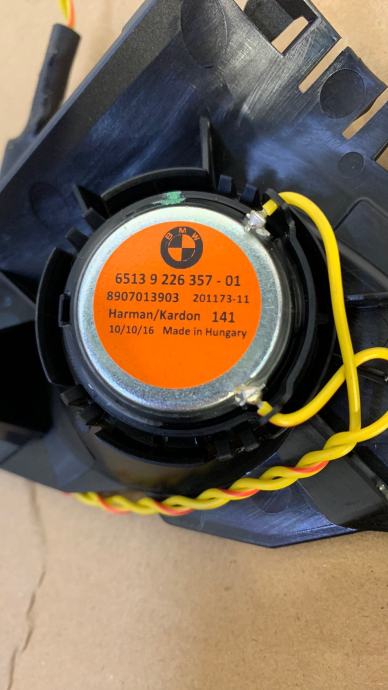 BMW
6513 9 226 357 - 01
8907013903 201173-11
Harman/Kardon 141
10/10/16 Made in Hungary